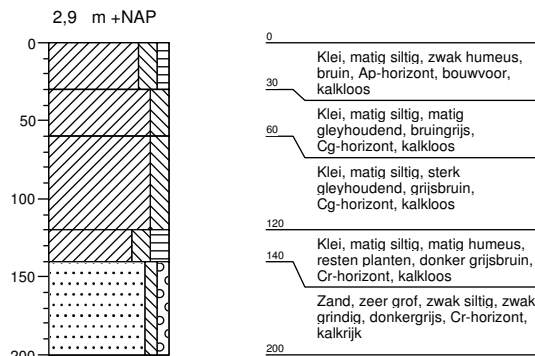 2,9 m +NAP
0
50
100
150
200
0
Klei, matig siltig, zwak humeus,
bruin, Ap-horizont, bouwvoor,
kalkloos
30
Klei, matig siltig, matig
gleyhoudend, bruingrijs,
Cg-horizont, kalkloos
60
Klei, matig siltig, sterk
gleyhoudend, grijsbruin,
Cg-horizont, kalkloos
120
Klei, matig siltig, matig humeus,
resten planten, donker grijsbruin,
Cr-horizont, kalkloos
140
Zand, zeer grof, zwak siltig, zwak
grindig, donkergrijs, Cr-horizont,
kalkrijk
200